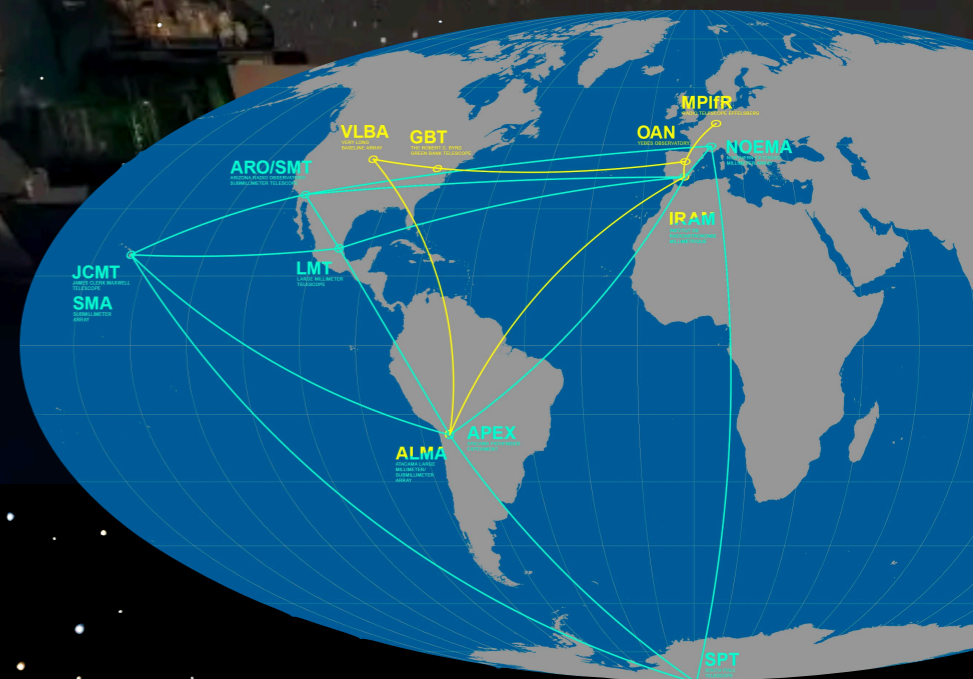 MPIfR
VLBA
VERY LONG
BASELINE ARRAY
GBT
THE ROBERT C. BYRD
GREEN BANK TELESCOPE
OAN
YEBES OBSERVATORY
NOEMA
ARO/SMT
ARIZONA RADIO OBSERVATORY
SUBMILLIMETER TELESCOPE
IRAM
JCMT
JAMES CLERK MAXWELL
TELESCOPE
SMA
SUBMILLIMETER
ARRAY
LMT
LARGE MILLIMETER
TELESCOPE
APEX
ALMA
ATACAMA LARGE
MILLIMETER/
SUBMILLIMETER
ARRAY
SPT